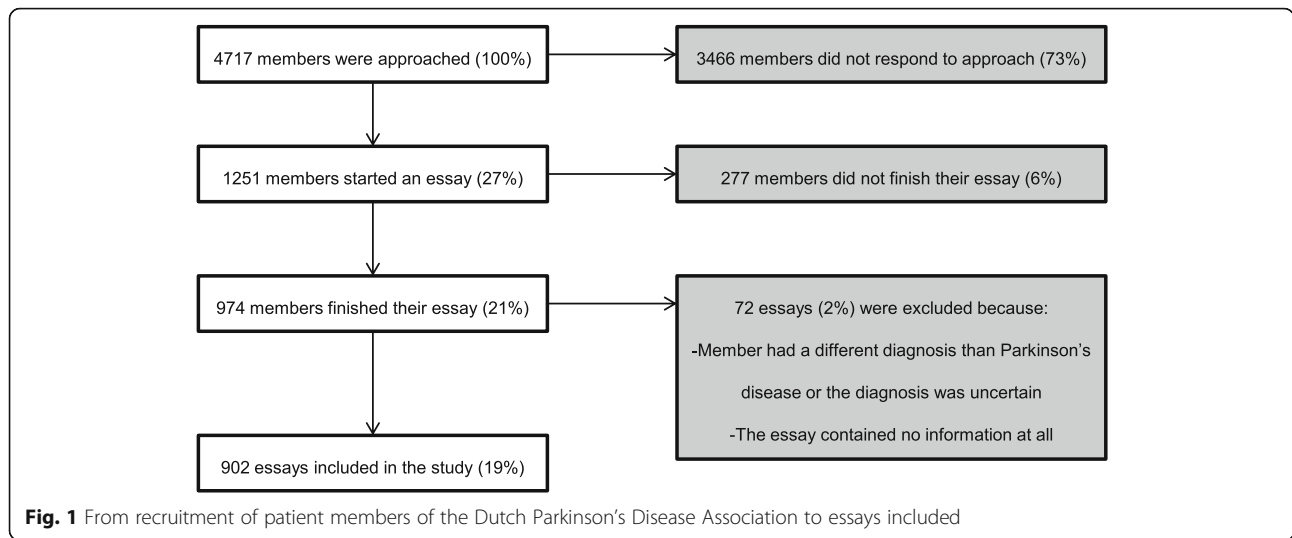 4717 members were approached (100%)
3466 members did not respond to approach (73%)
1251 members started an essay (27%)
277 members did not finish their essay (6%)
974 members finished their essay (21%)
72 essays (2%) were excluded because:
-Member had a different diagnosis than Parkinson's
disease or the diagnosis was uncertain
-The essay contained no information at all
902 essays included in the study (19%)
Fig. 1 From recruitment of patient members of the Dutch Parkinson's Disease Association to essays included